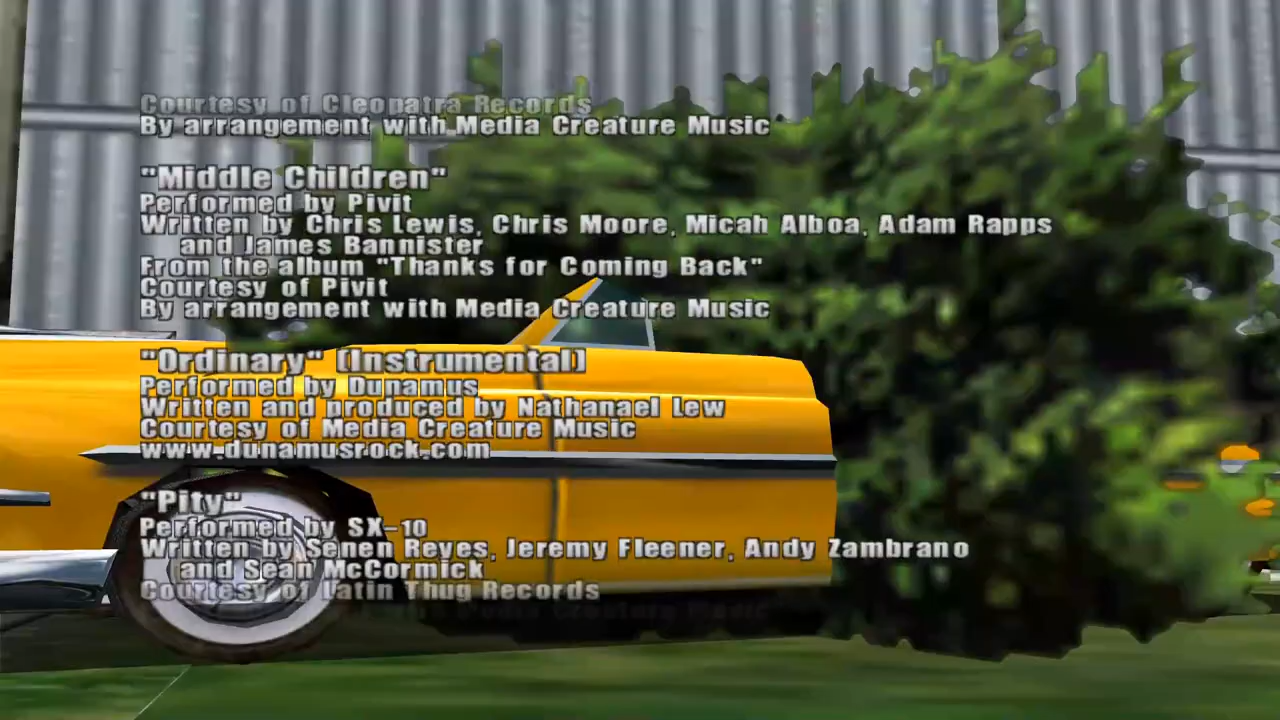 Courtesy of Cleopatra Records
By arrangement with Media Creature Music
"Middle Children"
Performed by Pivit
Written by Chris Lewis, Chris Moore, Micah Alboa, Adam Rapps
and James Bannister
From the album "Thanks for Coming Back"
Courtesy of Pivit
By arrangement with Media Creature Music
"Ordinary" (Instrumental)
Performed by Dunamus
Written and produced by Nathanael Lew
Courtesy of Media Creature Music
www.dunamusrock.com
"Pity"
Performed by SX-10
Written by Senen Reyes, Jeremy Fleener, Andy Zambrano
and Sean McCormick
Courtesy of Latin Thug Records
Media Creature Music